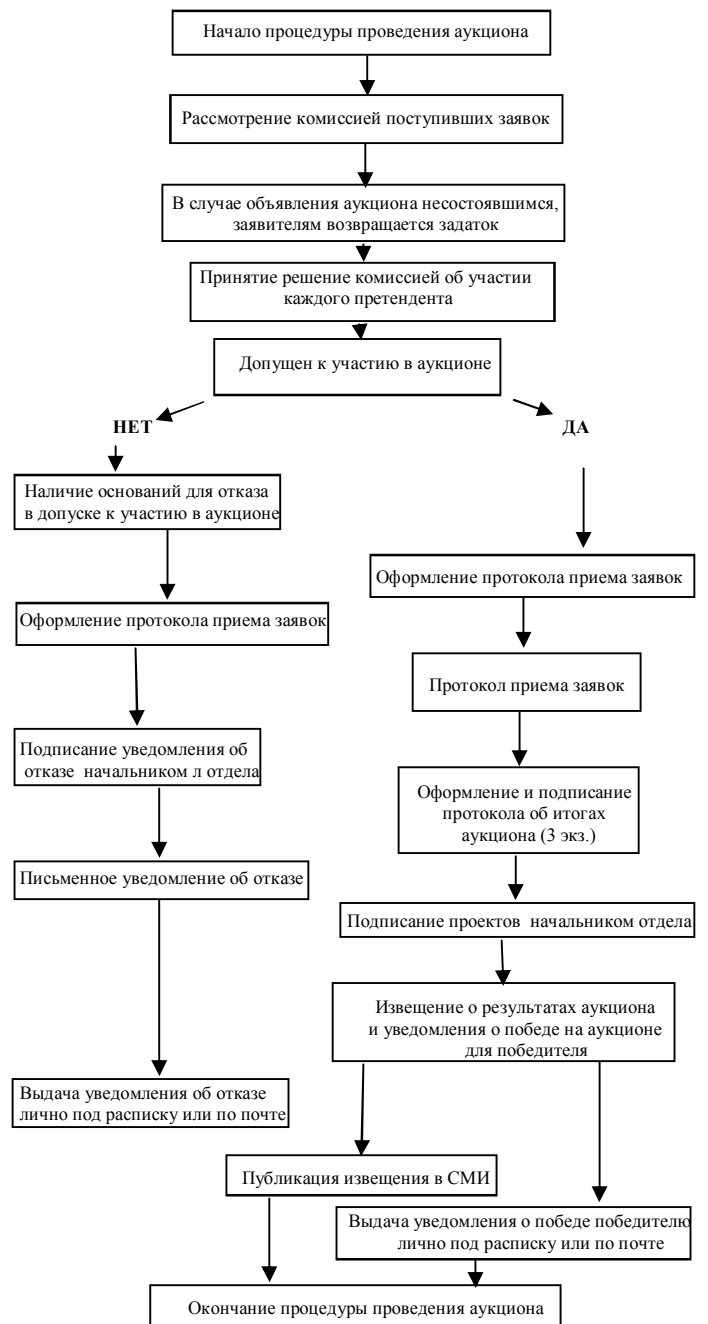 Начало процедуры проведения аукциона
Рассмотрение комиссией поступивших заявок
В случае объявления аукциона несостоявшимся,
заявителям возвращается задаток
Принятие решение комиссией об участии
каждого претендента
Допущен к участию в аукционе
НЕТ
ДА
Наличие оснований для отказа
в допуске к участию в аукционе
Оформление протокола приема заявок
Оформление протокола приема заявок
Протокол приема заявок
Подписание уведомления об
отказе начальником л отдела
Оформление и подписание
протокола об итогах
аукциона (3 экз.)
Письменное уведомление об отказе
Подписание проектов начальником отдела
Извещение о результатах аукциона
и уведомления о победе на аукционе
для победителя
Выдача уведомления об отказе
лично под расписку или по почте
Публикация извещения в СМИ
Выдача уведомления о победе победителю
лично под расписку или по почте
Окончание процедуры проведения аукциона